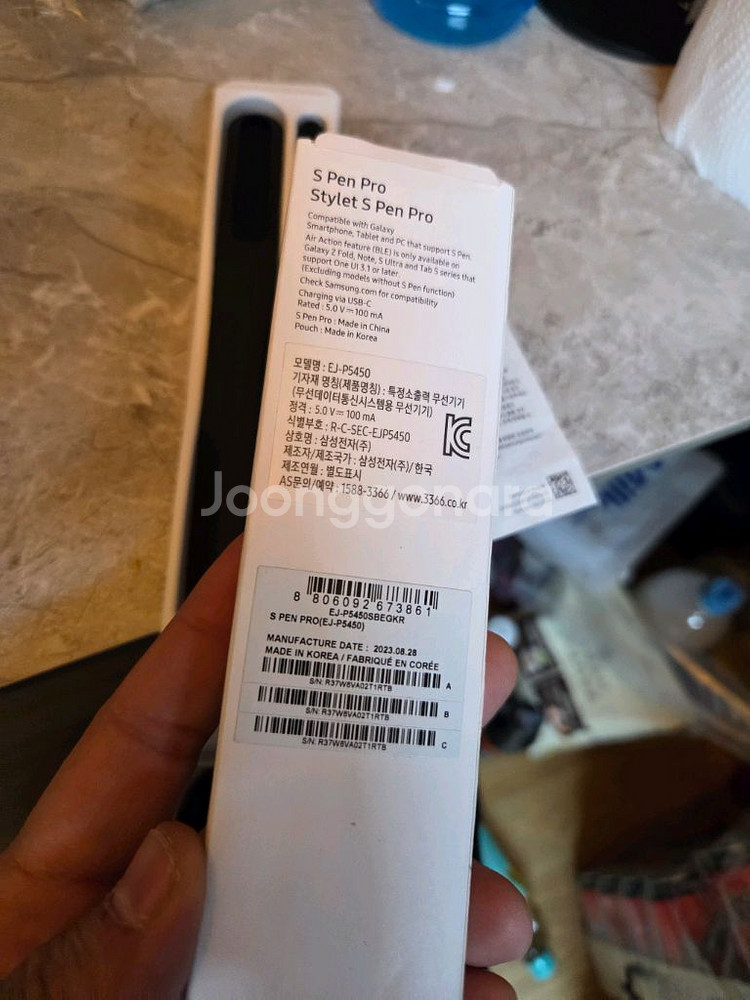 S Pen Pro
Stylet S Pen Pro
Compatible with Galaxy
Smartphone, Tablet and PC that support S Pen.
Air Action feature (BLE) is only available on
Galaxy Z Fold, Note, S Ultra and Tab S series that
support One UI 3.1 or later.
(Excluding models without S Pen function)
Check Samsung.com for compatibility
Charging via USB-C
Rated : 5.0 V⎓100 mA
S Pen Pro : Made in China
Pouch : Made in Korea
모델명 : EJ-P5450
기자재 명칭(제품명칭) : 특정소출력 무선기기
(무선데이터통신시스템용 무선기기)
정격 : 5.0 V⎓100 mA
식별부호 : R-C-SEC-EJP5450
상호명 : 삼성전자(주)
제조자/제조국가 : 삼성전자(주)/한국
제조연월 : 별도표시
AS문의/예약 : 1588-3366 / www.3366.co.kr
Joonggonara
8 806092 673861
EJ-P5450SBEGKR
S PEN PRO(EJ-P5450)
MANUFACTURE DATE : 2023.08.28
MADE IN KOREA / FABRIQUÉ EN CORÉE
S/N: R37W8VA02T1RTB A
S/N: R37W8VA02T1RTB B
S/N: R37W8VA02T1RTB C